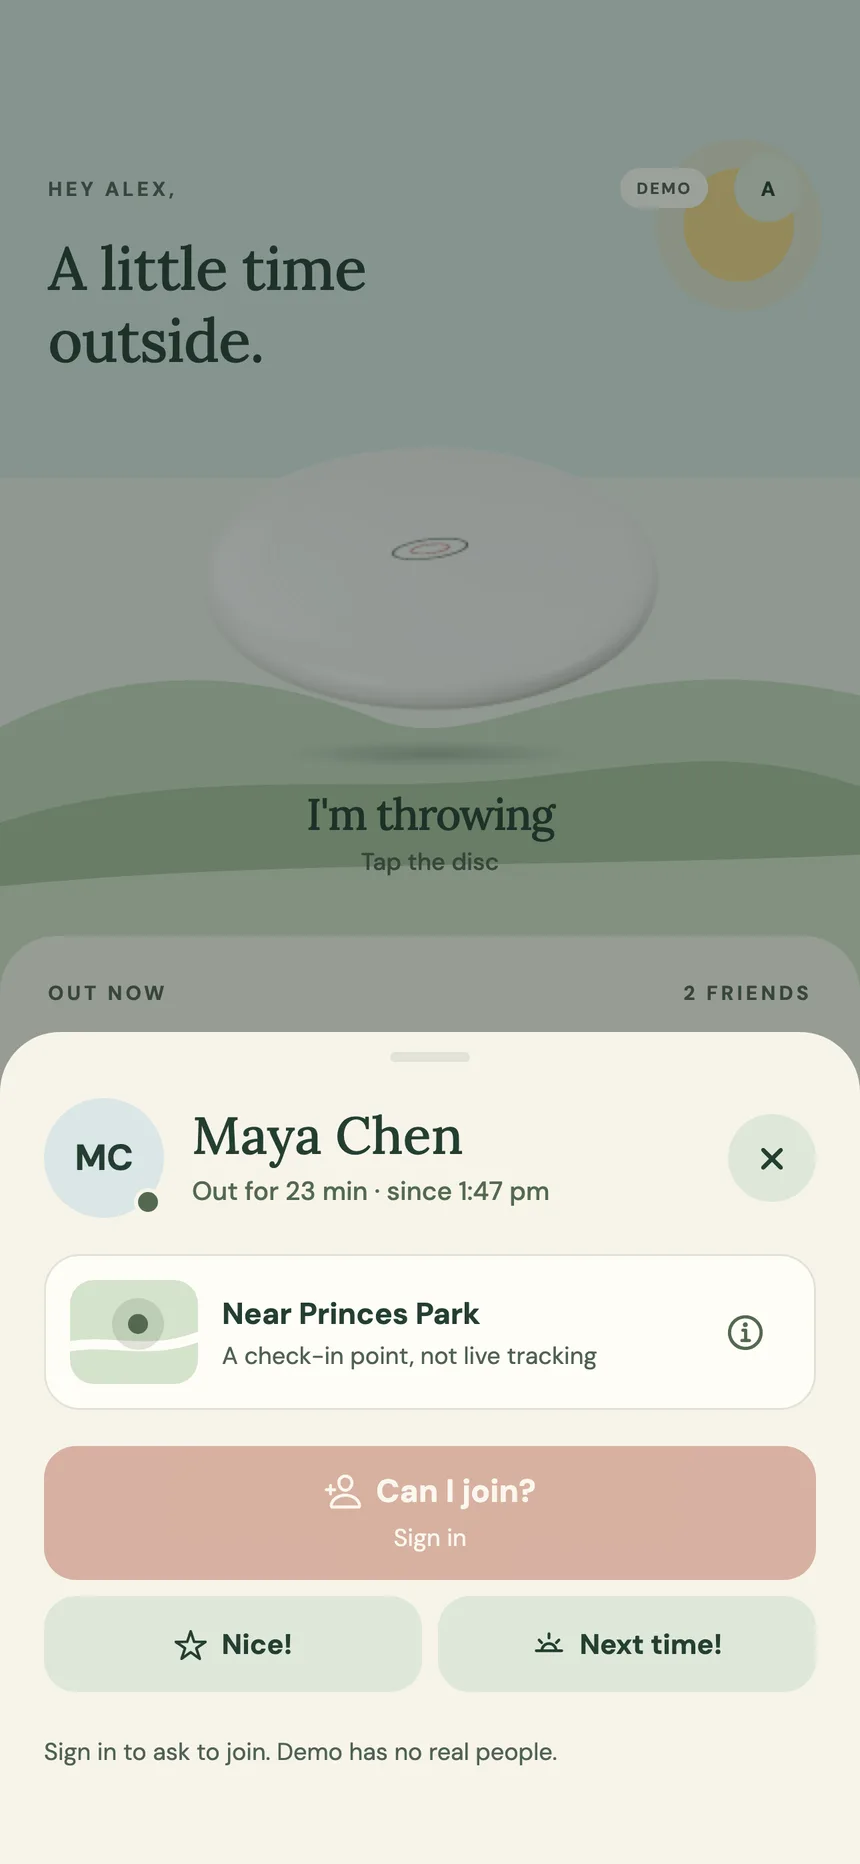 HEY ALEX,
DEMO
A
A little time
outside.
I'm throwing
Tap the disc
OUT NOW
2 FRIENDS
MC
Maya Chen
Out for 23 min · since 1:47 pm
Near Princes Park
A check-in point, not live tracking
Can I join?
Sign in
Nice!
Next time!
Sign in to ask to join. Demo has no real people.